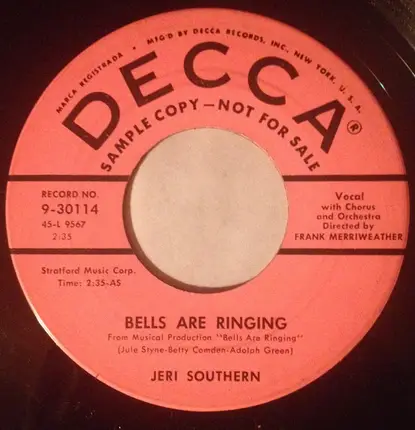 MARCA REGISTRADA • MFG'D BY DECCA RECORDS, INC., NEW YORK, U. S. A.
DECCA®
SAMPLE COPY—NOT FOR SALE
RECORD NO.
9-30114
45-L 9567
2:35
Vocal
with Chorus
and Orchestra
Directed by
FRANK MERRIWEATHER
Stratford Music Corp.
Time: 2:35-AS
BELLS ARE RINGING
From Musical Production "Bells Are Ringing"
(Jule Styne-Betty Comden-Adolph Green)
JERI SOUTHERN